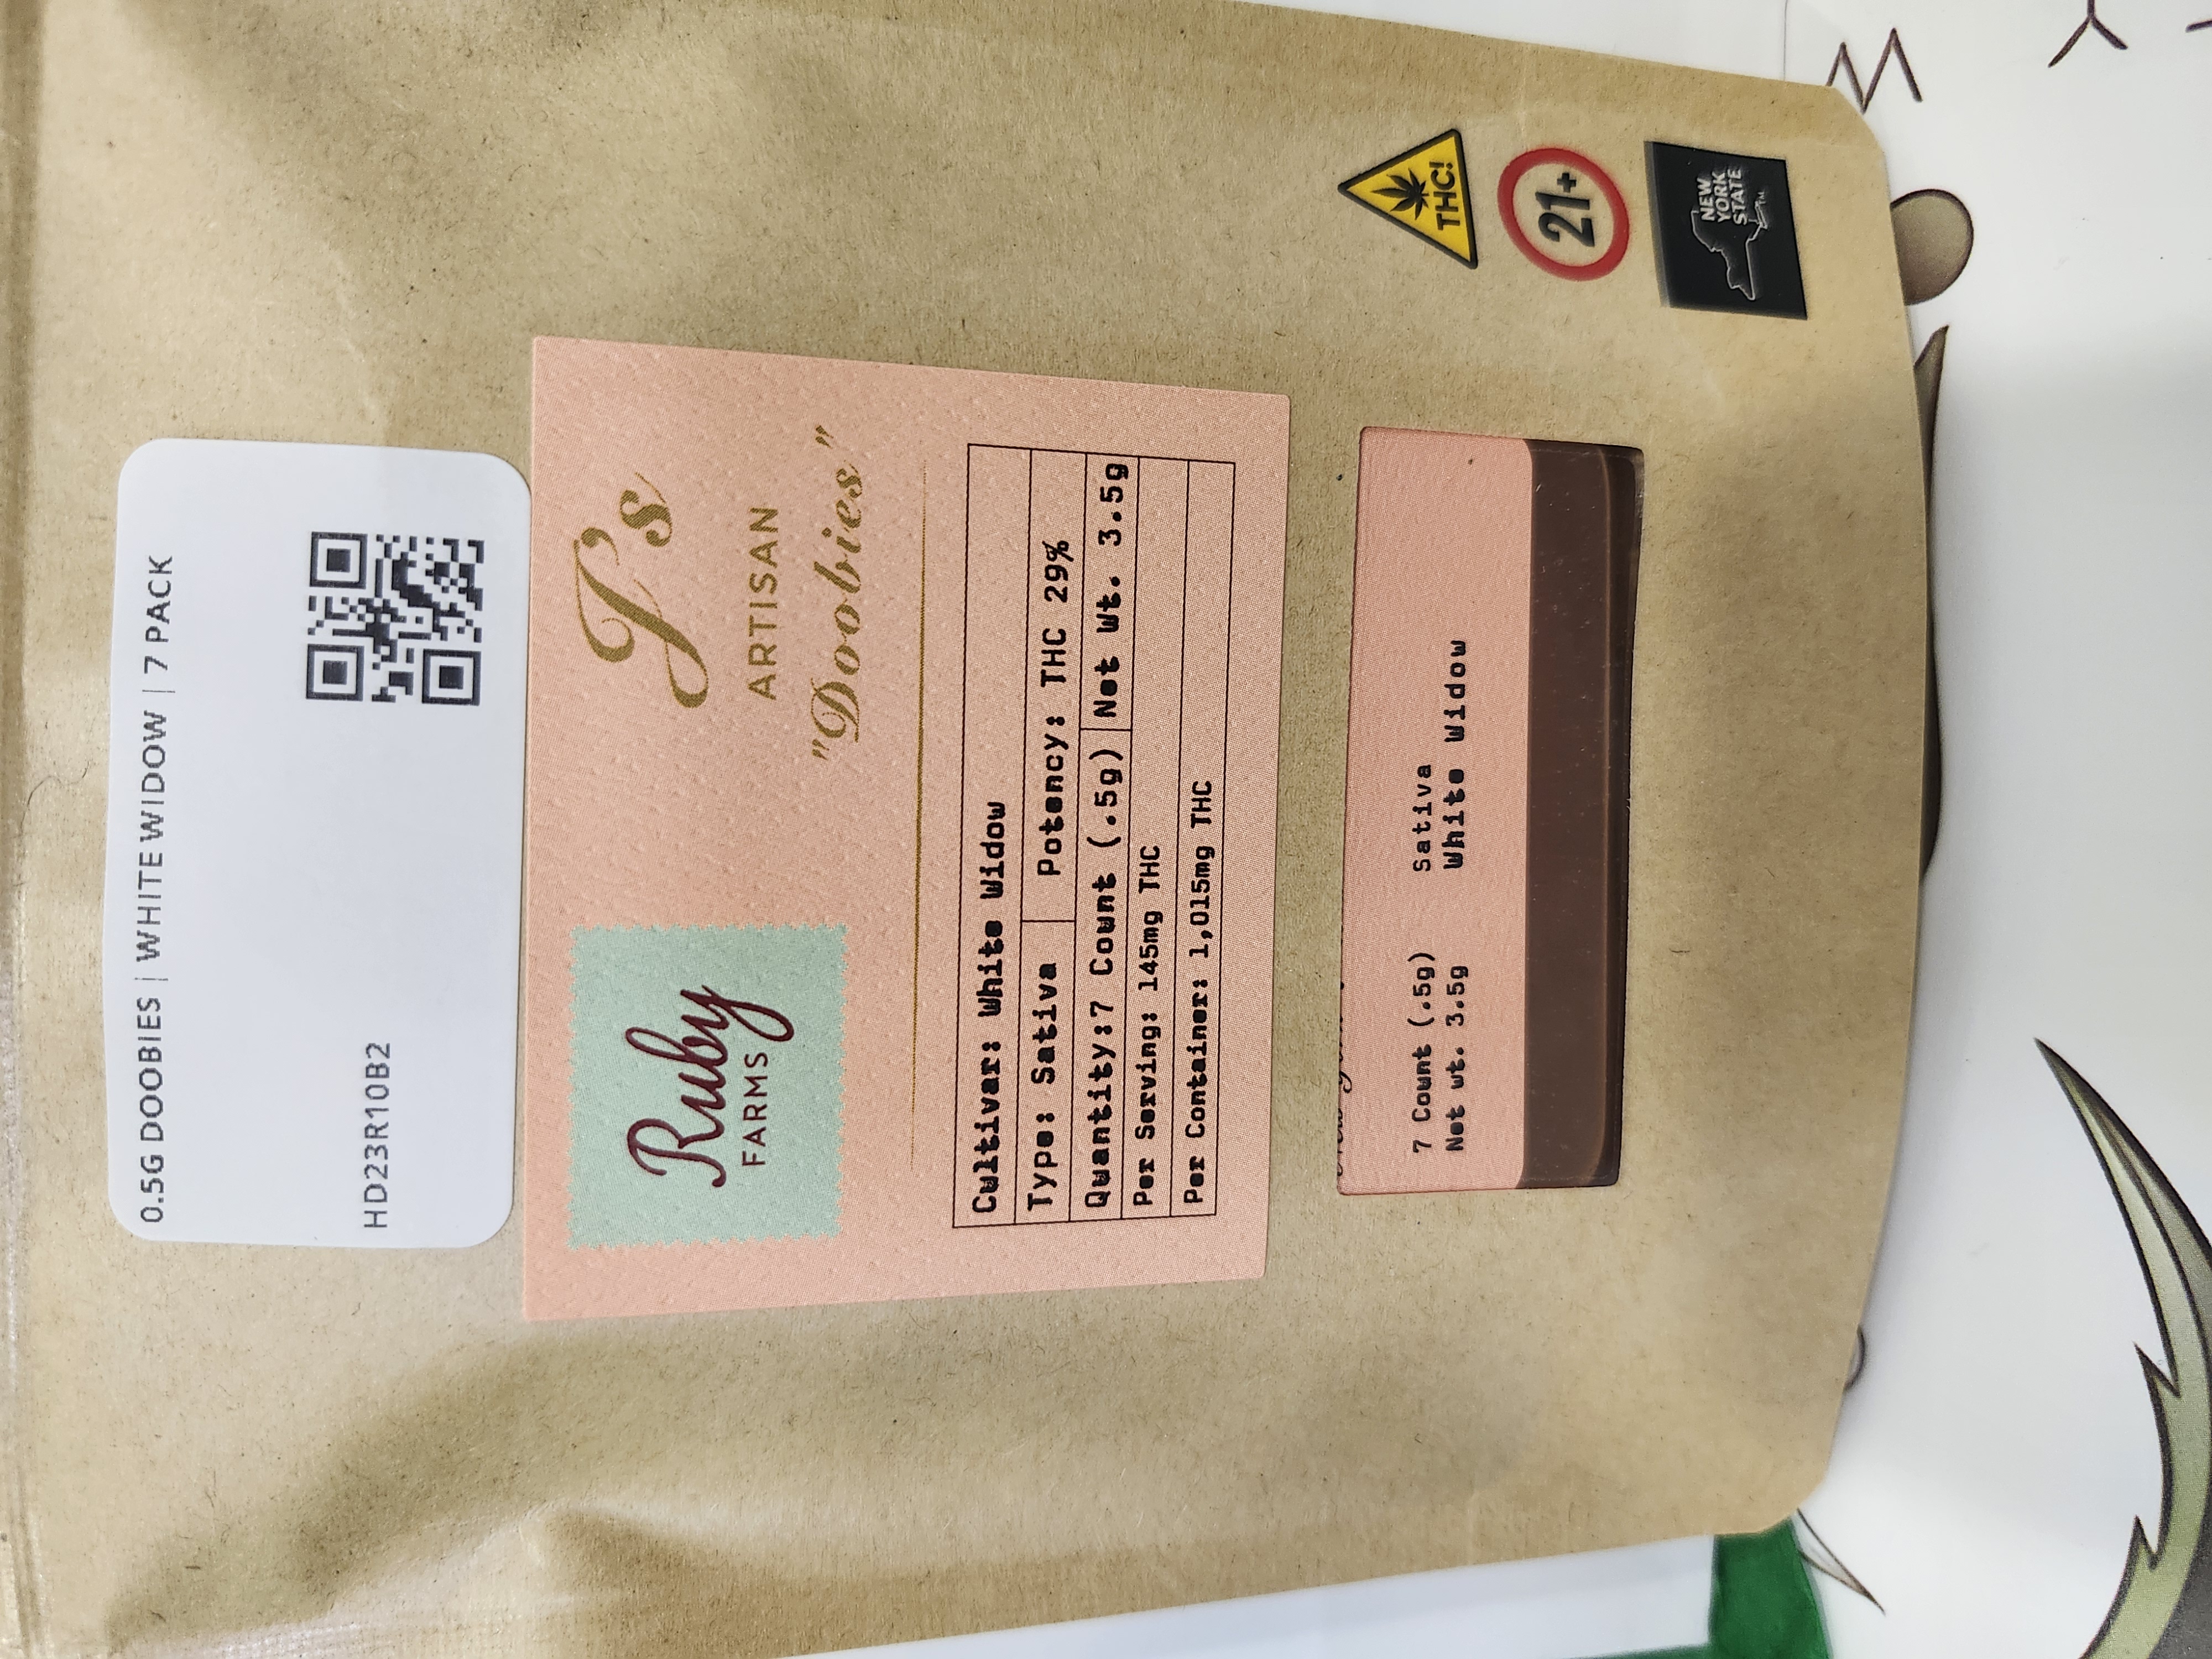 0.5G DOOBIES | WHITE WIDOW | 7 PACK
HD23R10B2
Ruby
FARMS
J's
ARTISAN
"Doobies"
Cultivar: White Widow
Type: Sativa Potency: THC 29%
Quantity:7 Count (.5g) Net Wt. 3.5g
Per Serving: 145mg THC
Per Container: 1,015mg THC
7 Count (.5g) Sativa
Net wt. 3.5g White Widow
THC!
21+
NEW
YORK
STATE
M
Y